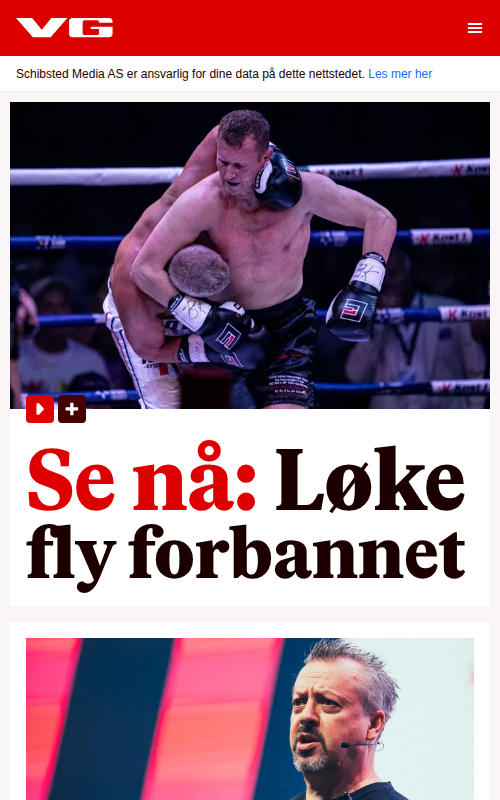 VG
Schibsted Media AS er ansvarlig for dine data på dette nettstedet. Les mer her
Se nå: Løke
fly forbannet